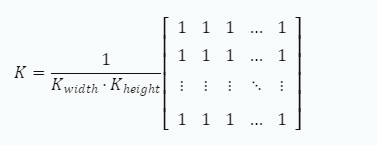 K = 1 / (K_width · K_height) [
1 1 1 … 1
1 1 1 … 1
⋮ ⋮ ⋮ ⋱ ⋮
1 1 1 … 1
]